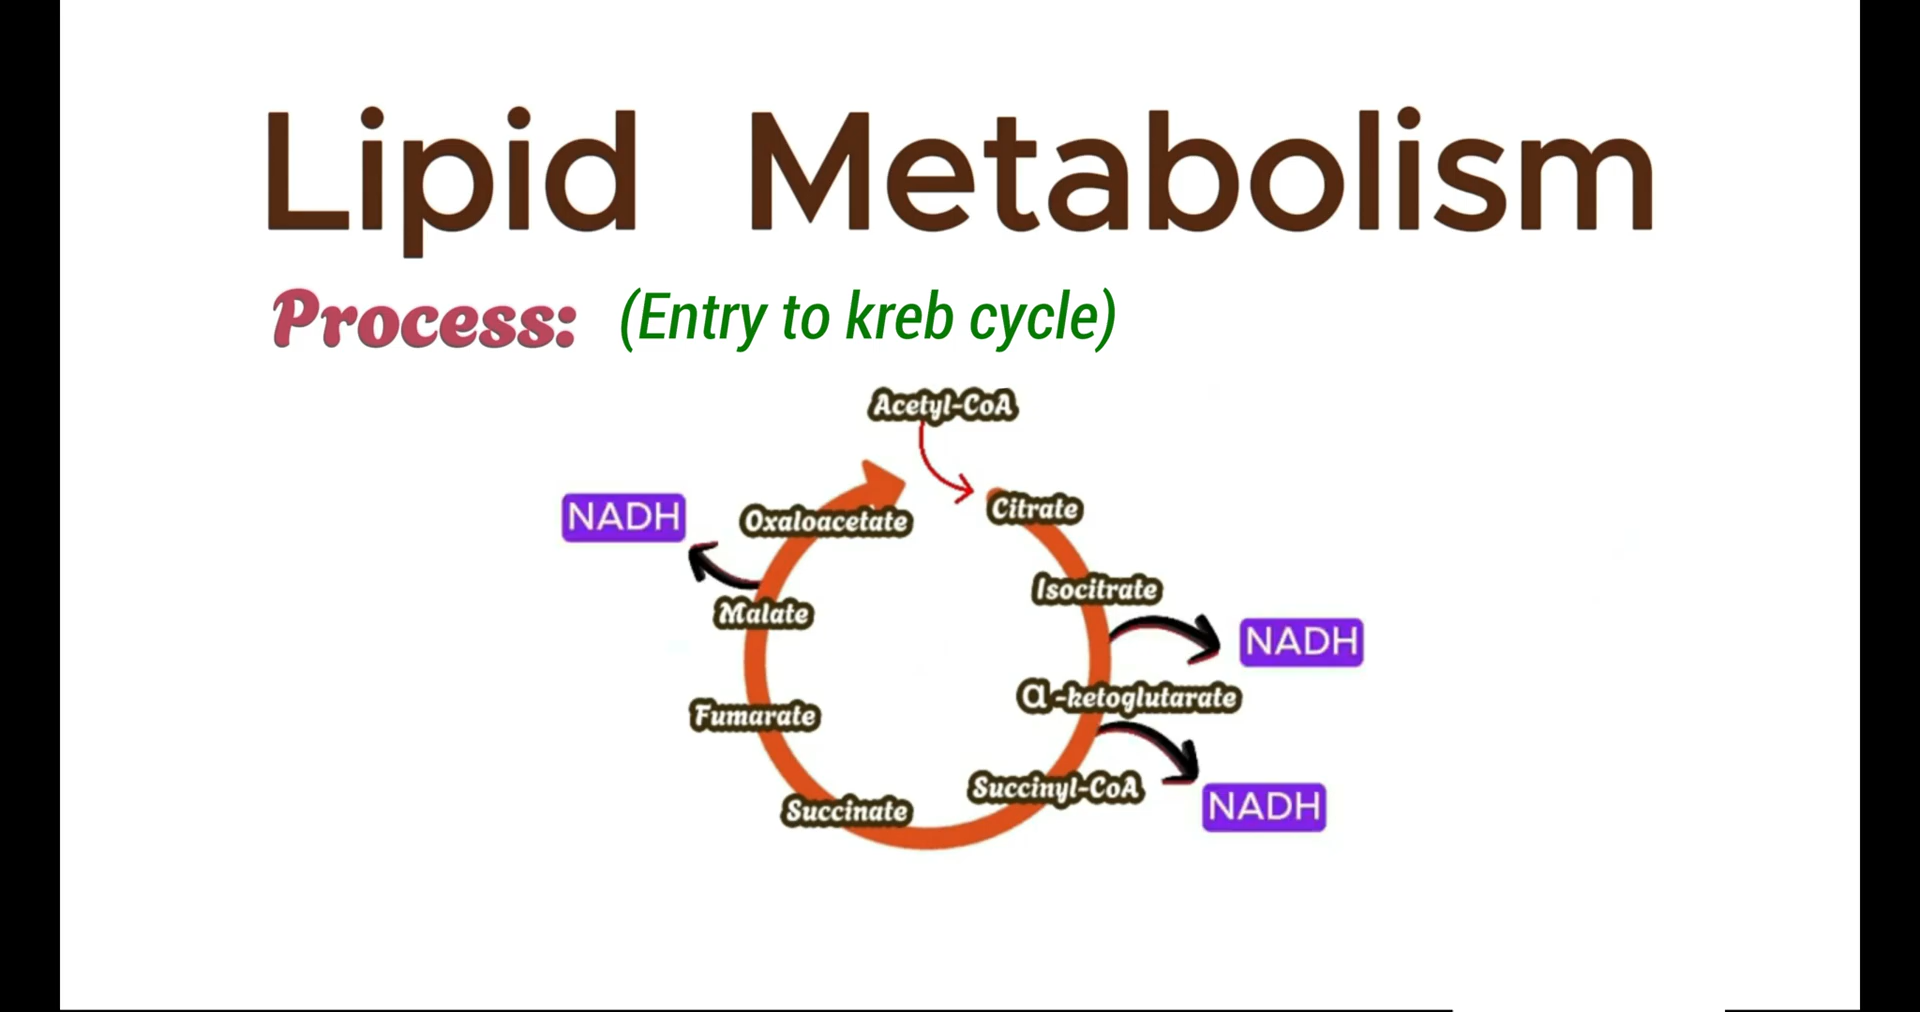 Lipid Metabolism
Process: (Entry to kreb cycle)
Acetyl-CoA
NADH
Oxaloacetate
Citrate
Isocitrate
Malate
NADH
α-ketoglutarate
Fumarate
Succinyl-CoA
NADH
Succinate